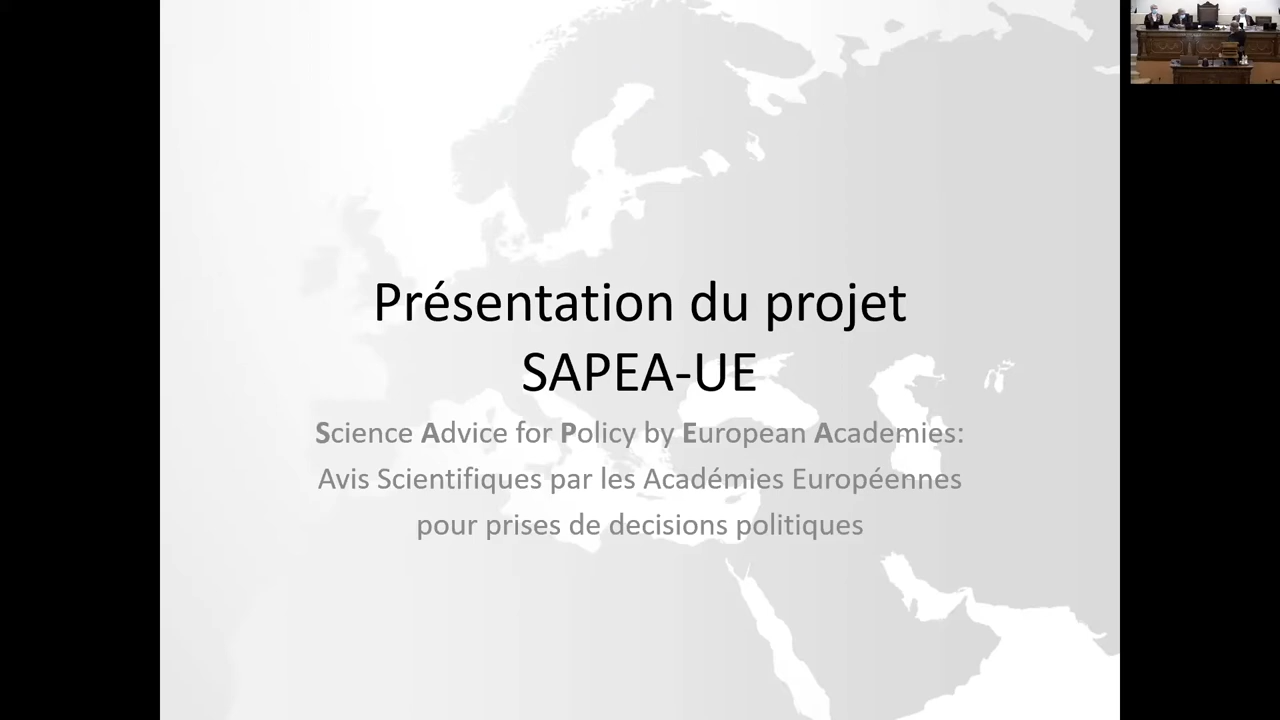 Présentation du projet
SAPEA-UE
Science Advice for Policy by European Academies:
Avis Scientifiques par les Académies Européennes
pour prises de decisions politiques